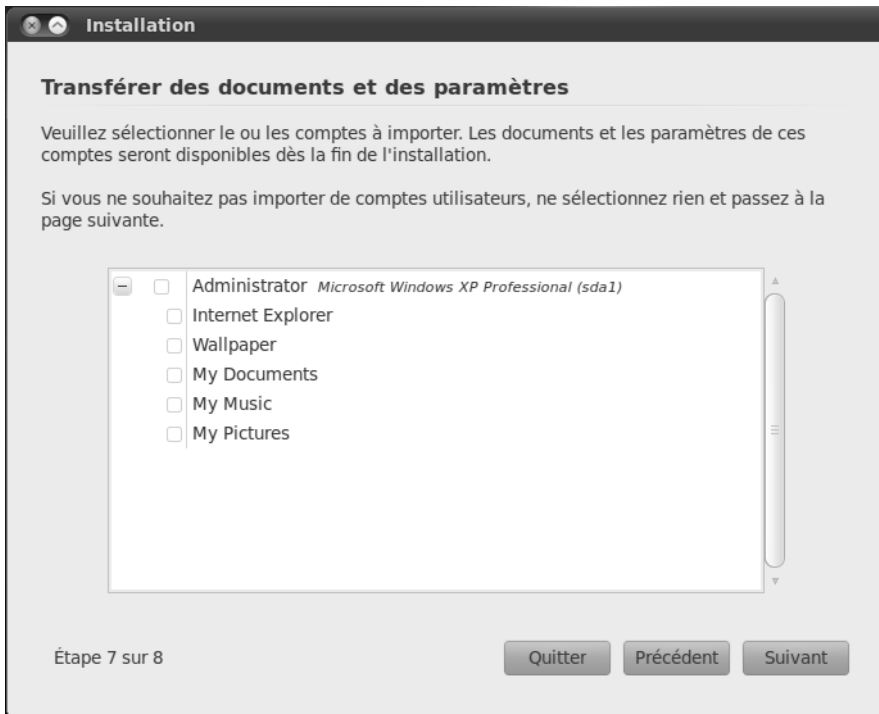 Installation
Transférer des documents et des paramètres
Veuillez sélectionner le ou les comptes à importer. Les documents et les paramètres de ces
comptes seront disponibles dès la fin de l'installation.
Si vous ne souhaitez pas importer de comptes utilisateurs, ne sélectionnez rien et passez à la
page suivante.
Administrator Microsoft Windows XP Professional (sda1)
Internet Explorer
Wallpaper
My Documents
My Music
My Pictures
Étape 7 sur 8 Quitter Précédent Suivant